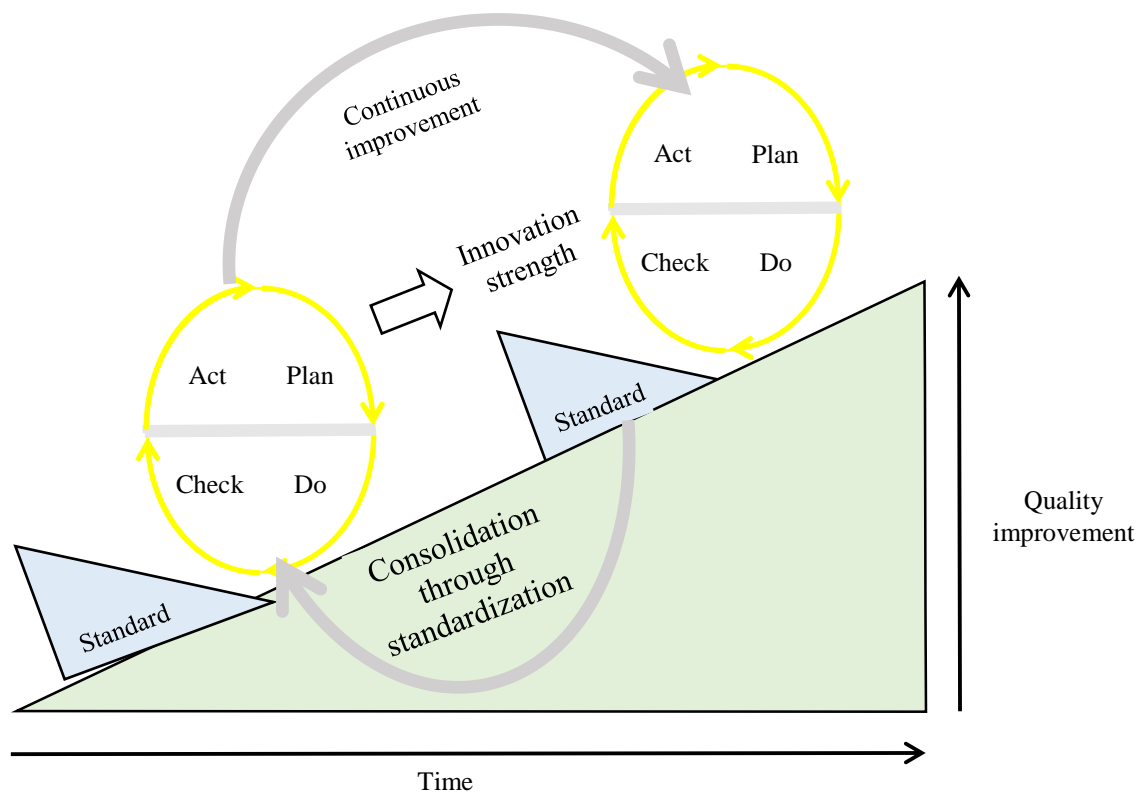 Continuous
improvement
Act Plan
Check Do
Innovation
strength
Act Plan
Check Do
Standard
Standard
Consolidation
through
standardization
Quality
improvement
Time